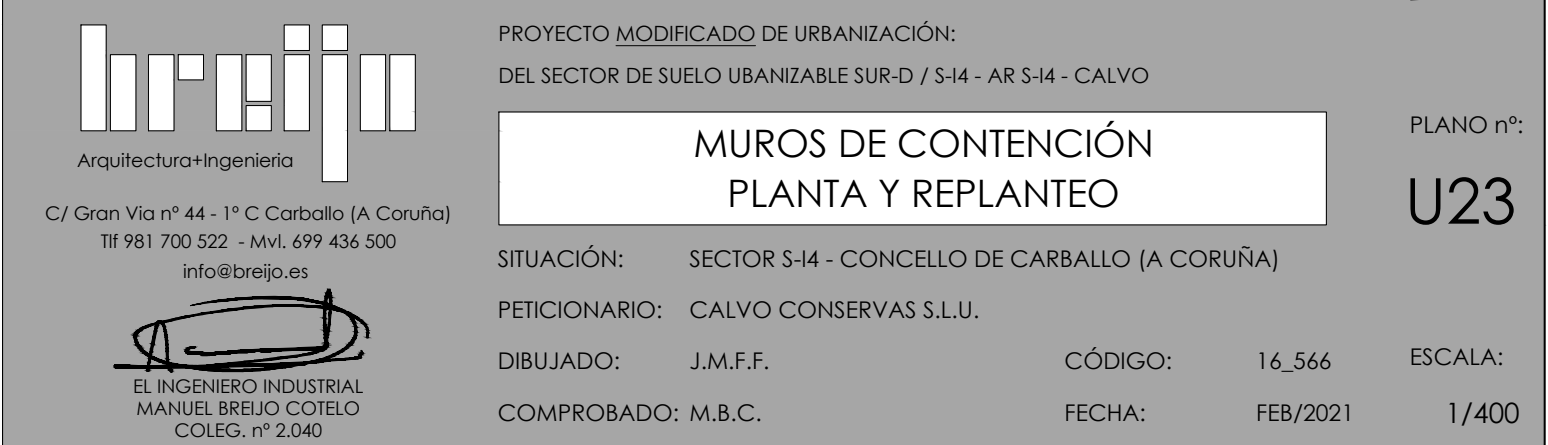 breijo
Arquitectura+Ingenieria
C/ Gran Via nº 44 - 1º C Carballo (A Coruña)
Tlf 981 700 522 - Mvl. 699 436 500
info@breijo.es
EL INGENIERO INDUSTRIAL
MANUEL BREIJO COTELO
COLEG. nº 2.040
PROYECTO MODIFICADO DE URBANIZACIÓN:
DEL SECTOR DE SUELO UBANIZABLE SUR-D / S-I4 - AR S-I4 - CALVO
MUROS DE CONTENCIÓN
PLANTA Y REPLANTEO
SITUACIÓN: SECTOR S-I4 - CONCELLO DE CARBALLO (A CORUÑA)
PETICIONARIO: CALVO CONSERVAS S.L.U.
DIBUJADO: J.M.F.F. CÓDIGO: 16_566
COMPROBADO: M.B.C. FECHA: FEB/2021
PLANO nº:
U23
ESCALA:
1/400